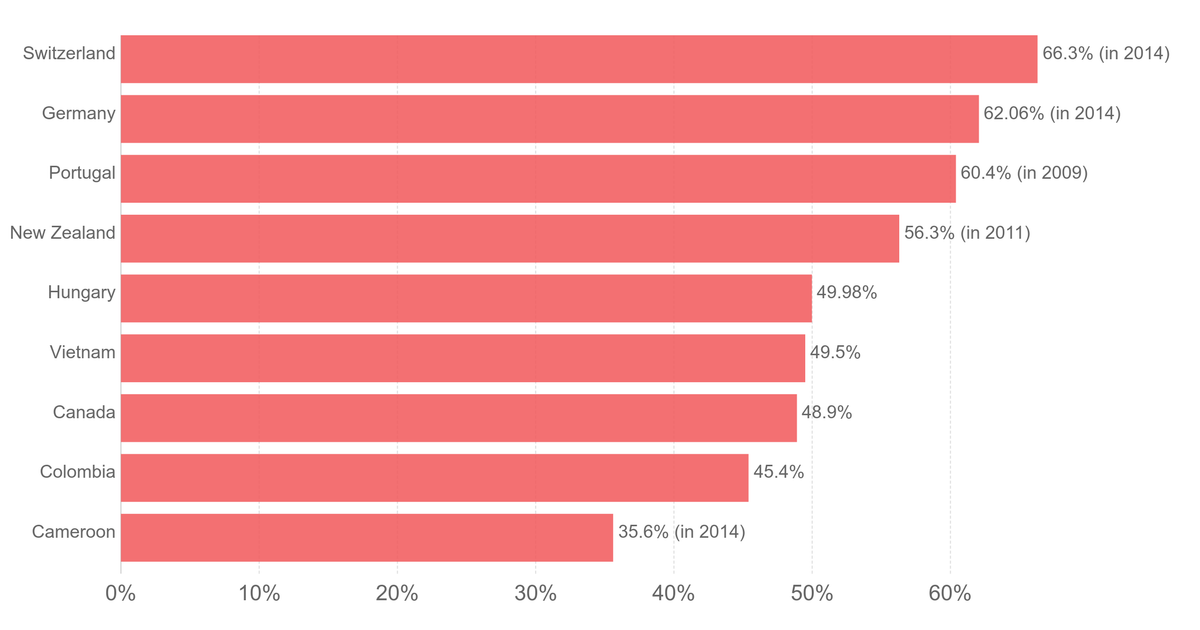 Switzerland 66.3% (in 2014)
Germany 62.06% (in 2014)
Portugal 60.4% (in 2009)
New Zealand 56.3% (in 2011)
Hungary 49.98%
Vietnam 49.5%
Canada 48.9%
Colombia 45.4%
Cameroon 35.6% (in 2014)
0% 10% 20% 30% 40% 50% 60%